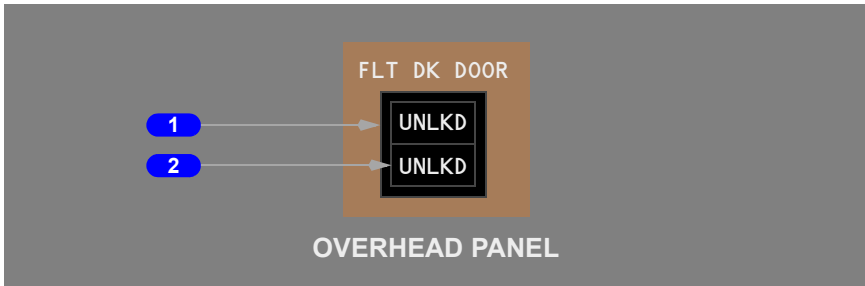 FLT DK DOOR
1
UNLKD
2
UNLKD
OVERHEAD PANEL